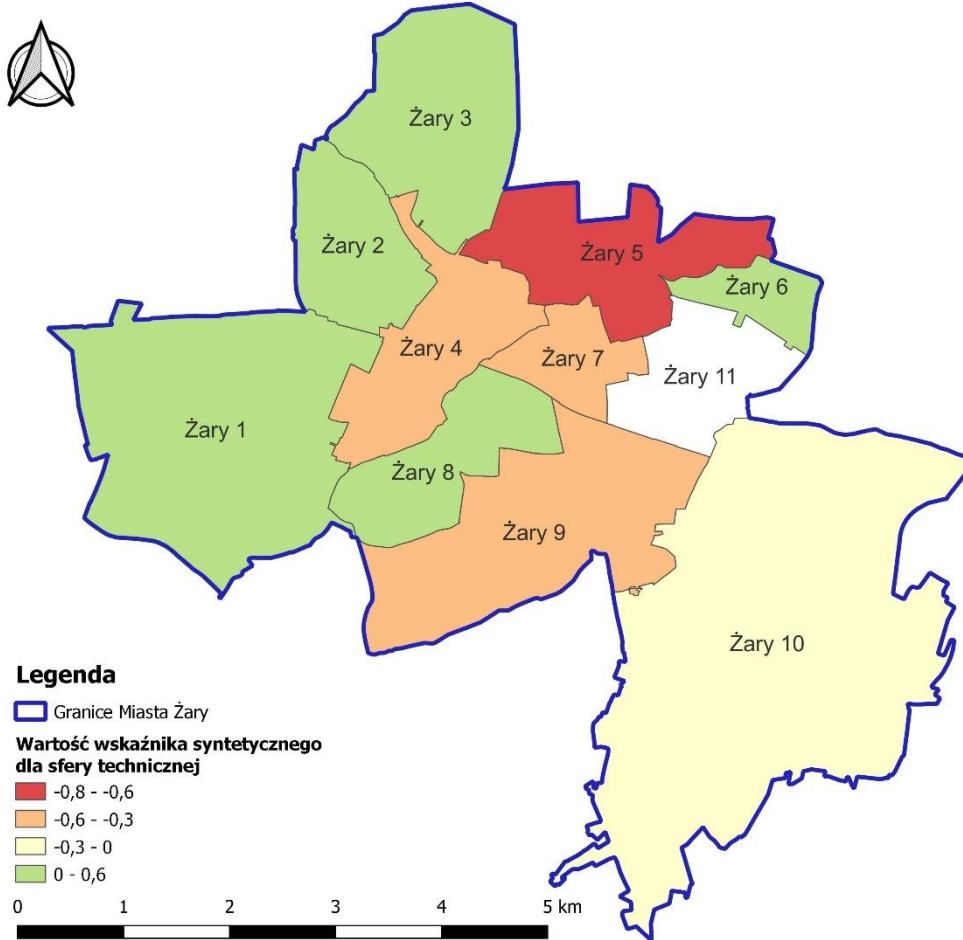 Żary 3
Żary 2
Żary 5
Żary 6
Żary 4
Żary 7
Żary 11
Żary 1
Żary 8
Żary 9
Żary 10
Legenda
Granice Miasta Żary
Wartość wskaźnika syntetycznego
dla sfery technicznej
-0,8 - -0,6
-0,6 - -0,3
-0,3 - 0
0 - 0,6
0 1 2 3 4 5 km